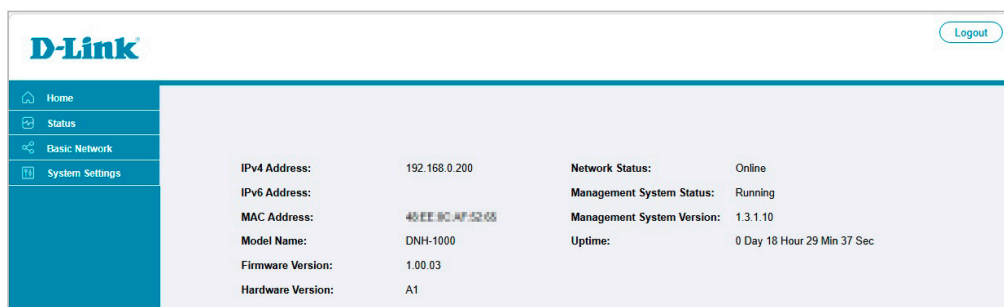 D-Link
Logout
Home
Status
Basic Network
System Settings
IPv4 Address: 192.168.0.200 Network Status: Online
IPv6 Address: Management System Status: Running
MAC Address: Management System Version: 1.3.1.10
Model Name: DNH-1000 Uptime: 0 Day 18 Hour 29 Min 37 Sec
Firmware Version: 1.00.03
Hardware Version: A1